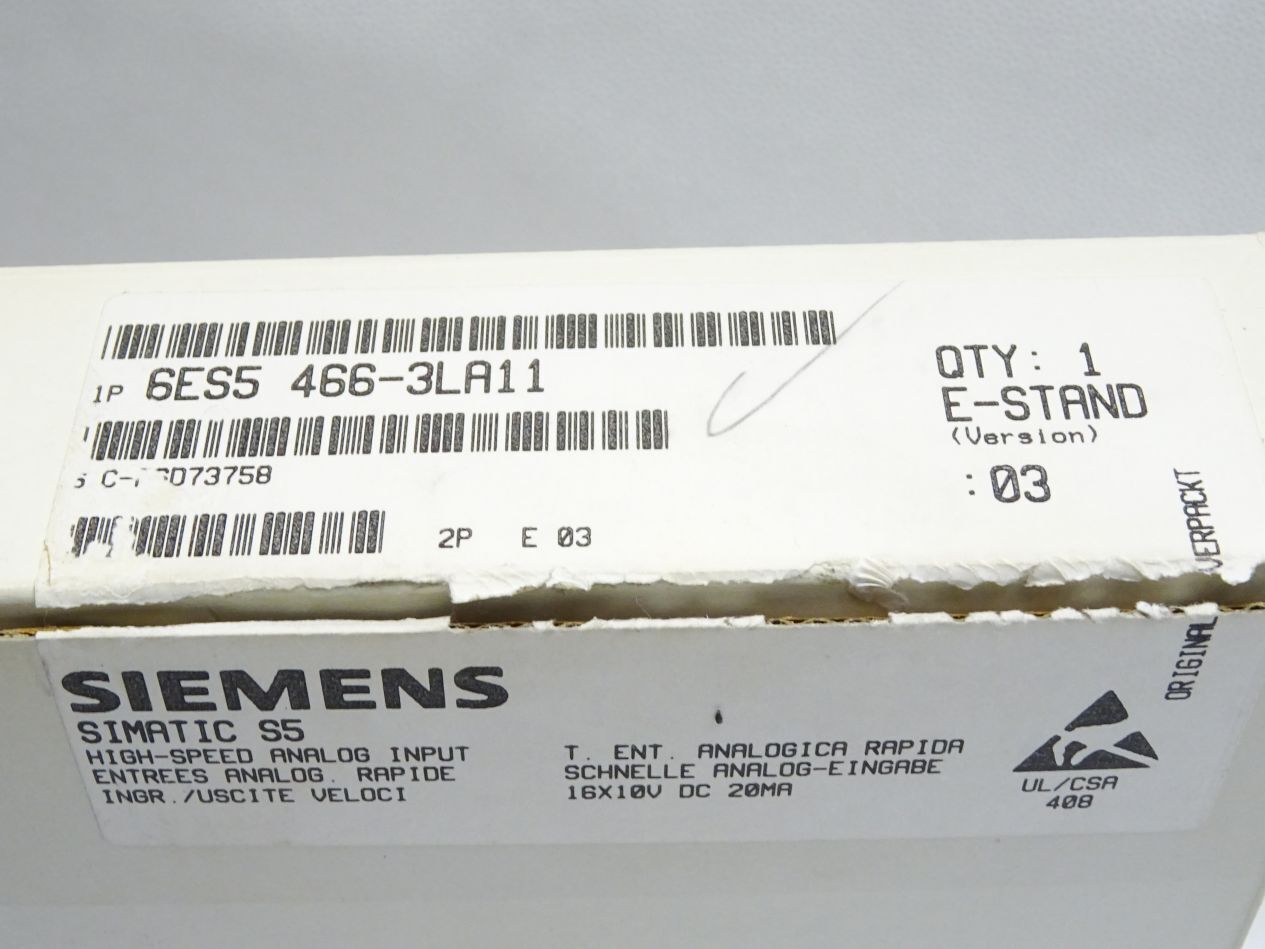 1P 6ES5 466-3LA11
QTY: 1
E-STAND
(Version)
:03
S
2P E 03
ORIGINAL VERPACKT
SIEMENS
SIMATIC S5
HIGH-SPEED ANALOG INPUT
ENTREES ANALOG. RAPIDE
INGR./USCITE VELOCI
T. ENT. ANALOGICA RAPIDA
SCHNELLE ANALOG-EINGABE
16X10V DC 20MA
UL/CSA
408